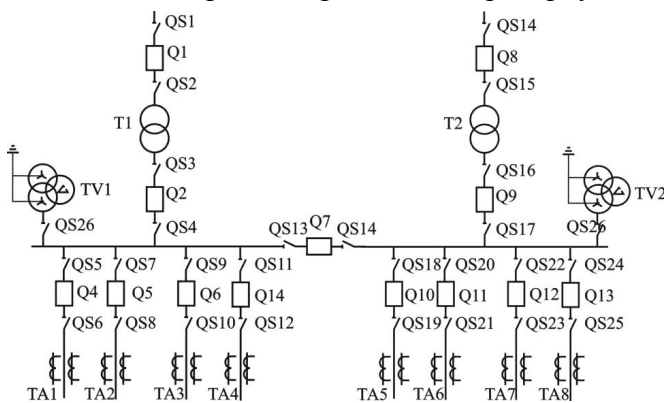 QS1 QS14
Q1 Q8
QS2 QS15
T1 T2
QS3 QS16
TV1 TV2
Q2 Q9
QS26 QS4 QS13 Q7 QS14 QS17 QS26
QS5 QS7 QS9 QS11 QS18 QS20 QS22 QS24
Q4 Q5 Q6 Q14 Q10 Q11 Q12 Q13
QS6 QS8 QS10 QS12 QS19 QS21 QS23 QS25
TA1 TA2 TA3 TA4 TA5 TA6 TA7 TA8